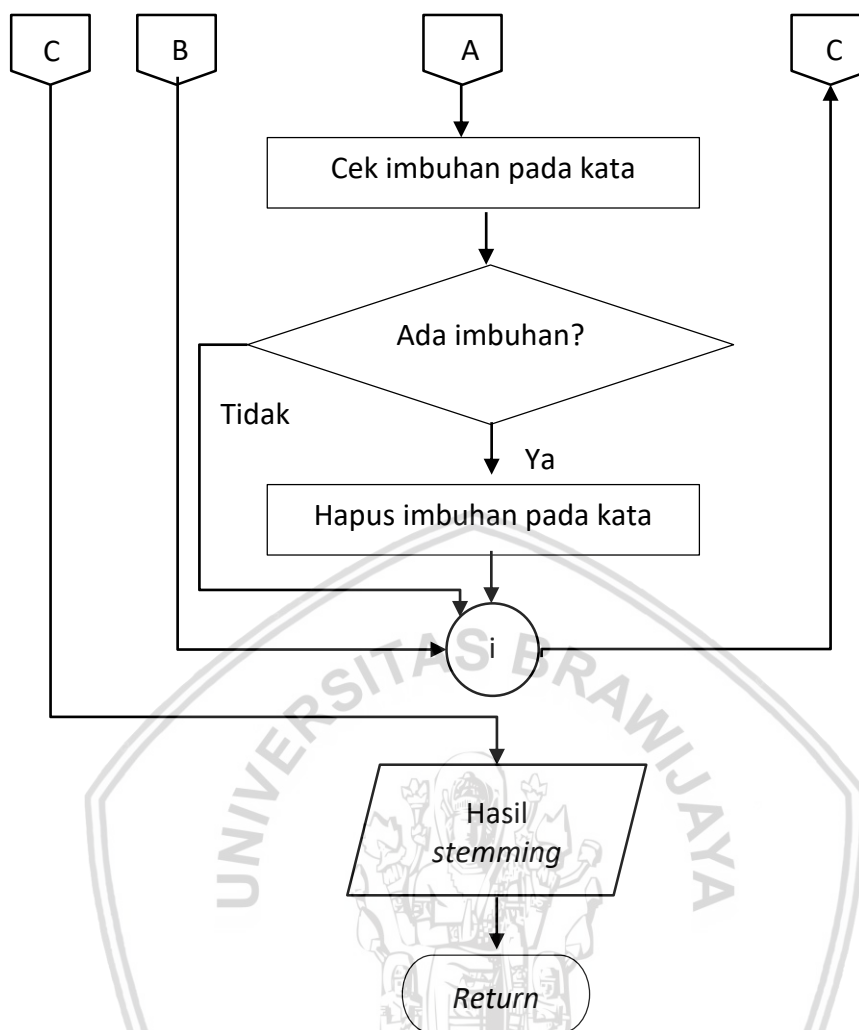 C
B
A
C
Cek imbuhan pada kata
Ada imbuhan?
Tidak
Ya
Hapus imbuhan pada kata
i
UNIVERSITAS BRAWIJAYA
Hasil
stemming
Return